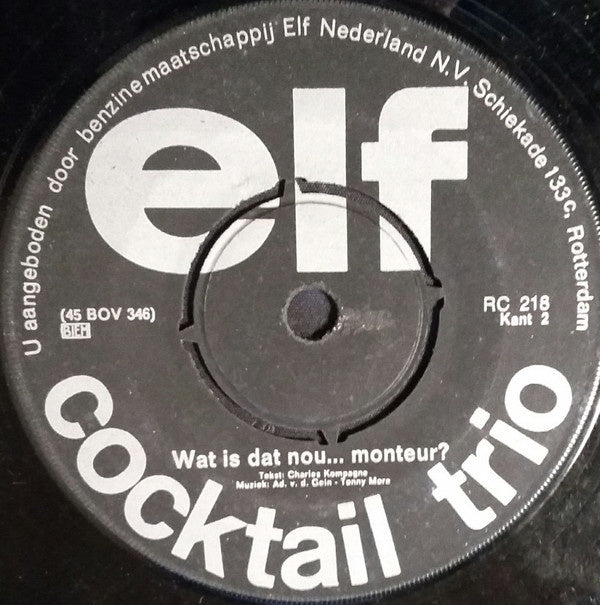 U aangeboden door benzinemaatschappij Elf Nederland N.V. Schiekade 133c, Rotterdam
elf
(45 BOV 346)
BIEM
RC 218
Kant 2
Wat is dat nou... monteur?
Tekst: Charles Kompagne
Muziek: Ad. v. d. Gein - Tonny More
cocktail trio